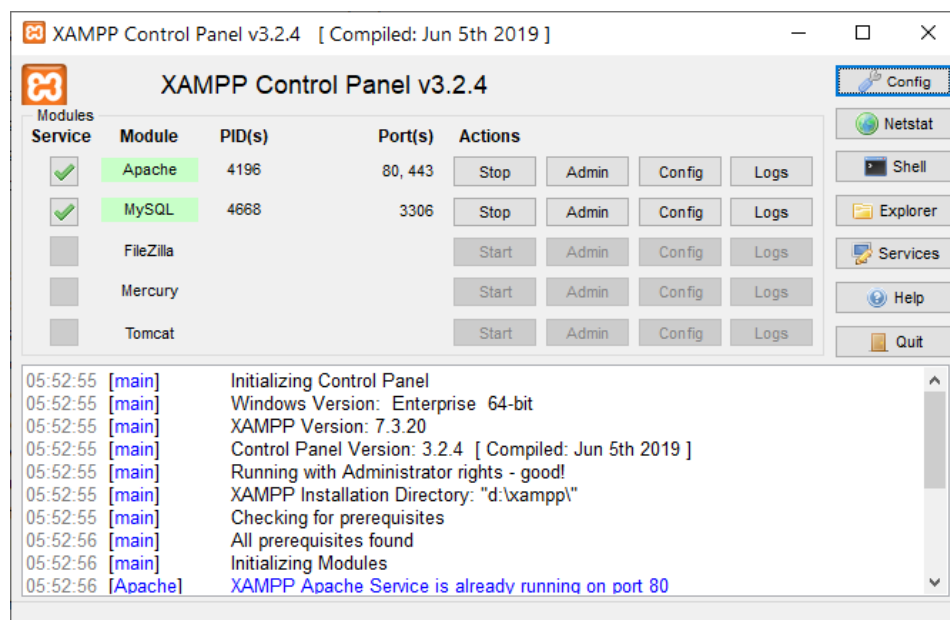 XAMPP Control Panel v3.2.4 [ Compiled: Jun 5th 2019 ]
XAMPP Control Panel v3.2.4
Config
Modules
Service Module PID(s) Port(s) Actions
Netstat
Apache 4196 80, 443 Stop Admin Config Logs
Shell
MySQL 4668 3306 Stop Admin Config Logs
Explorer
FileZilla Start Admin Config Logs
Services
Mercury Start Admin Config Logs
Help
Tomcat Start Admin Config Logs
Quit
05:52:55 [main] Initializing Control Panel
05:52:55 [main] Windows Version: Enterprise 64-bit
05:52:55 [main] XAMPP Version: 7.3.20
05:52:55 [main] Control Panel Version: 3.2.4 [ Compiled: Jun 5th 2019 ]
05:52:55 [main] Running with Administrator rights - good!
05:52:55 [main] XAMPP Installation Directory: "d:\xampp\"
05:52:55 [main] Checking for prerequisites
05:52:56 [main] All prerequisites found
05:52:56 [main] Initializing Modules
05:52:56 [Apache] XAMPP Apache Service is already running on port 80